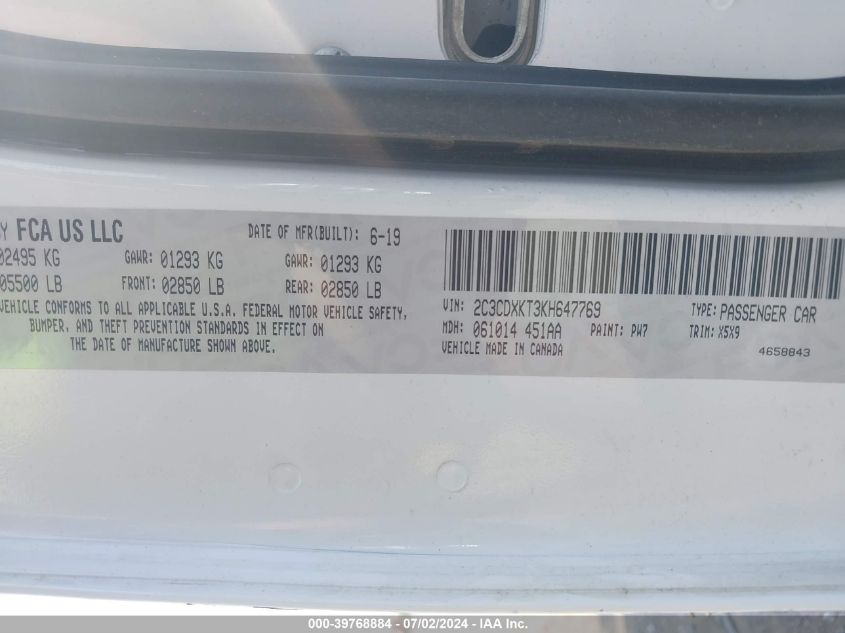 BY FCA US LLC
DATE OF MFR(BUILT): 6-19
02495 KG GAWR: 01293 KG GAWR: 01293 KG
05500 LB FRONT: 02850 LB REAR: 02850 LB
VEHICLE CONFORMS TO ALL APPLICABLE U.S.A. FEDERAL MOTOR VEHICLE SAFETY,
BUMPER, AND THEFT PREVENTION STANDARDS IN EFFECT ON
THE DATE OF MANUFACTURE SHOWN ABOVE.
VIN: 2C3CDXKT3KH647769 TYPE: PASSENGER CAR
MDH: 061014 451AA PAINT: PW7 TRIM: X5X9
VEHICLE MADE IN CANADA 4658843
000-39768884 - 07/02/2024 - IAA Inc.